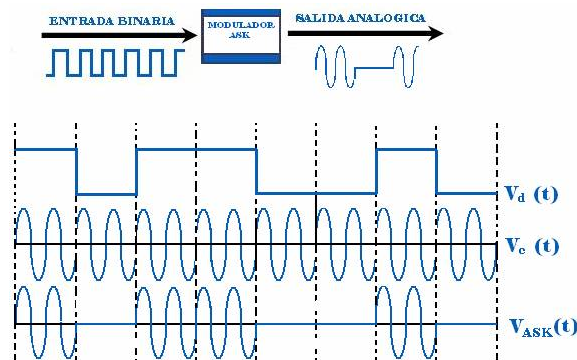 ENTRADA BINARIA
MODULADOR
ASK
SALIDA ANALOGICA
Vd (t)
Vc (t)
VASK(t)